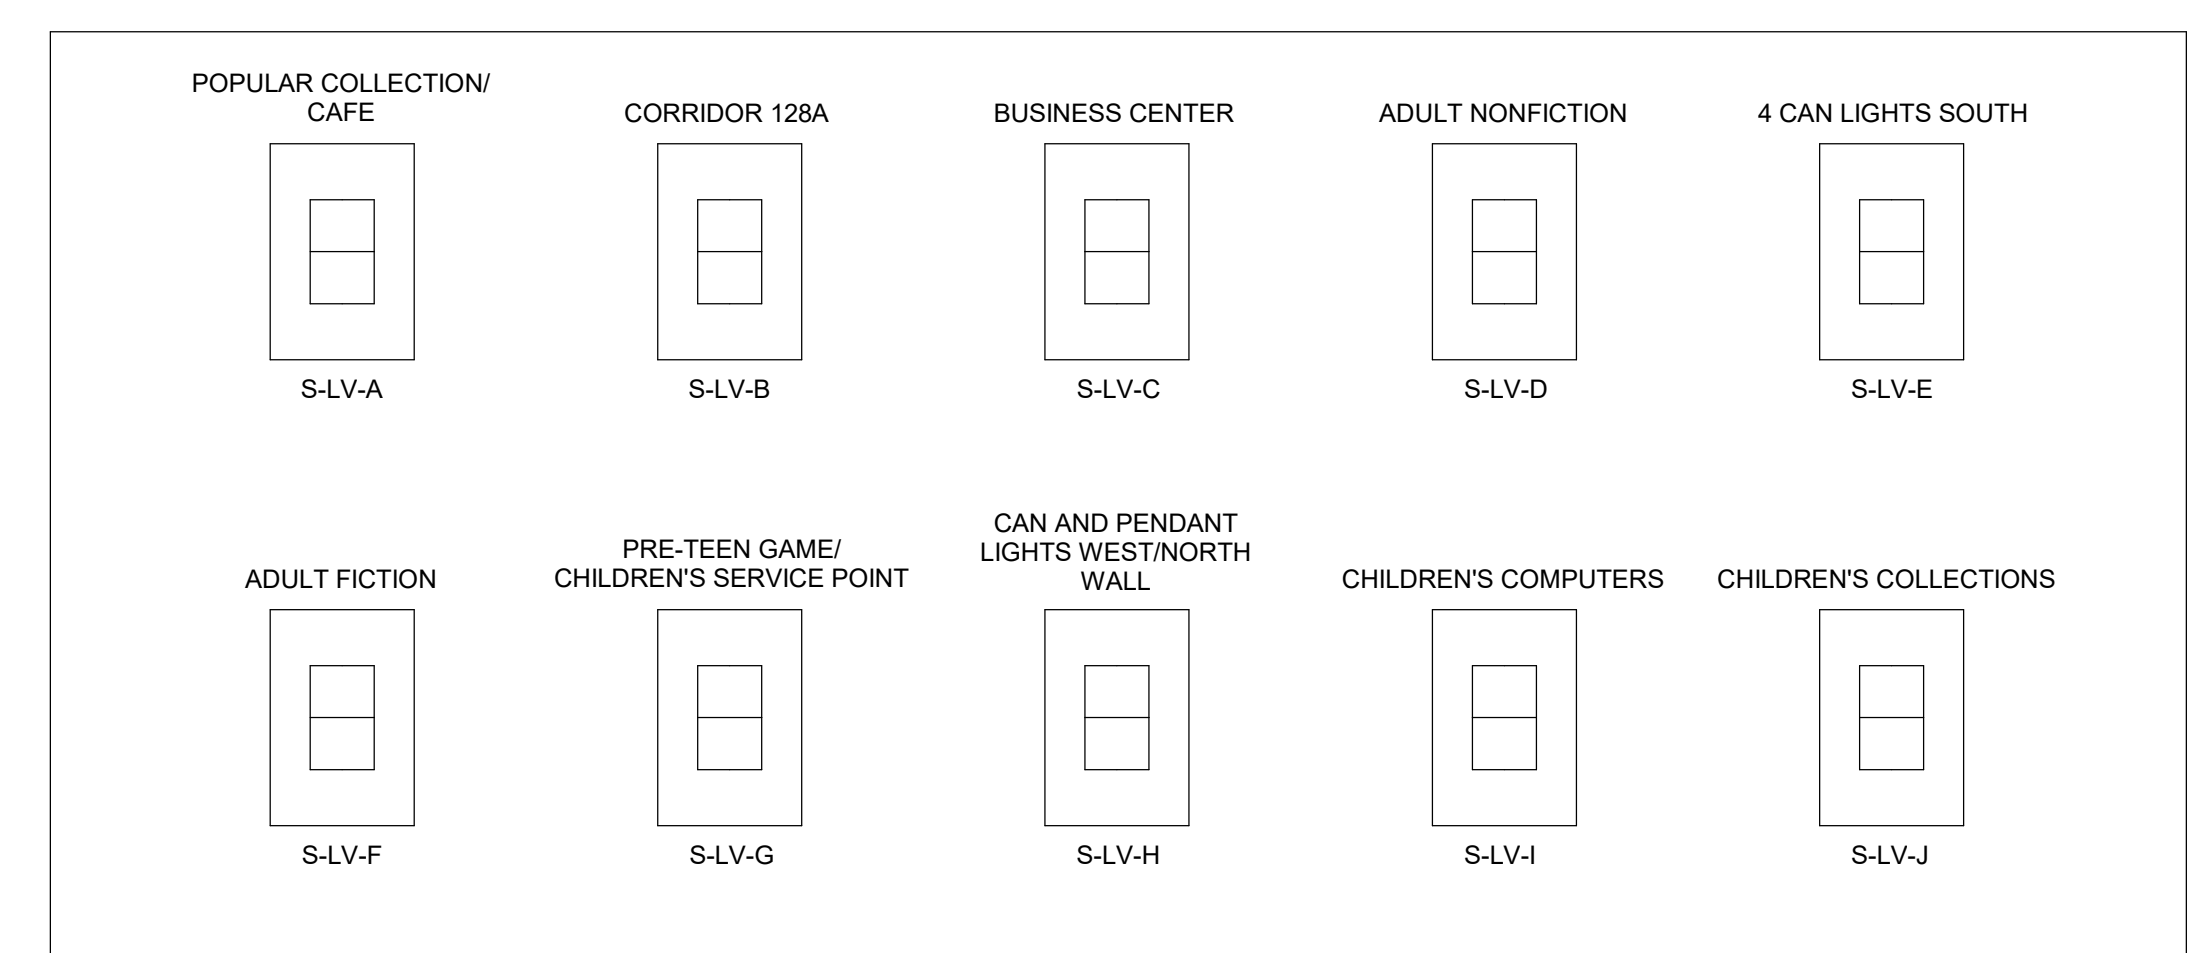 POPULAR COLLECTION/
CAFE
CORRIDOR 128A
BUSINESS CENTER
ADULT NONFICTION
4 CAN LIGHTS SOUTH
S-LV-A
S-LV-B
S-LV-C
S-LV-D
S-LV-E
ADULT FICTION
PRE-TEEN GAME/
CHILDREN'S SERVICE POINT
CAN AND PENDANT
LIGHTS WEST/NORTH
WALL
CHILDREN'S COMPUTERS
CHILDREN'S COLLECTIONS
S-LV-F
S-LV-G
S-LV-H
S-LV-I
S-LV-J